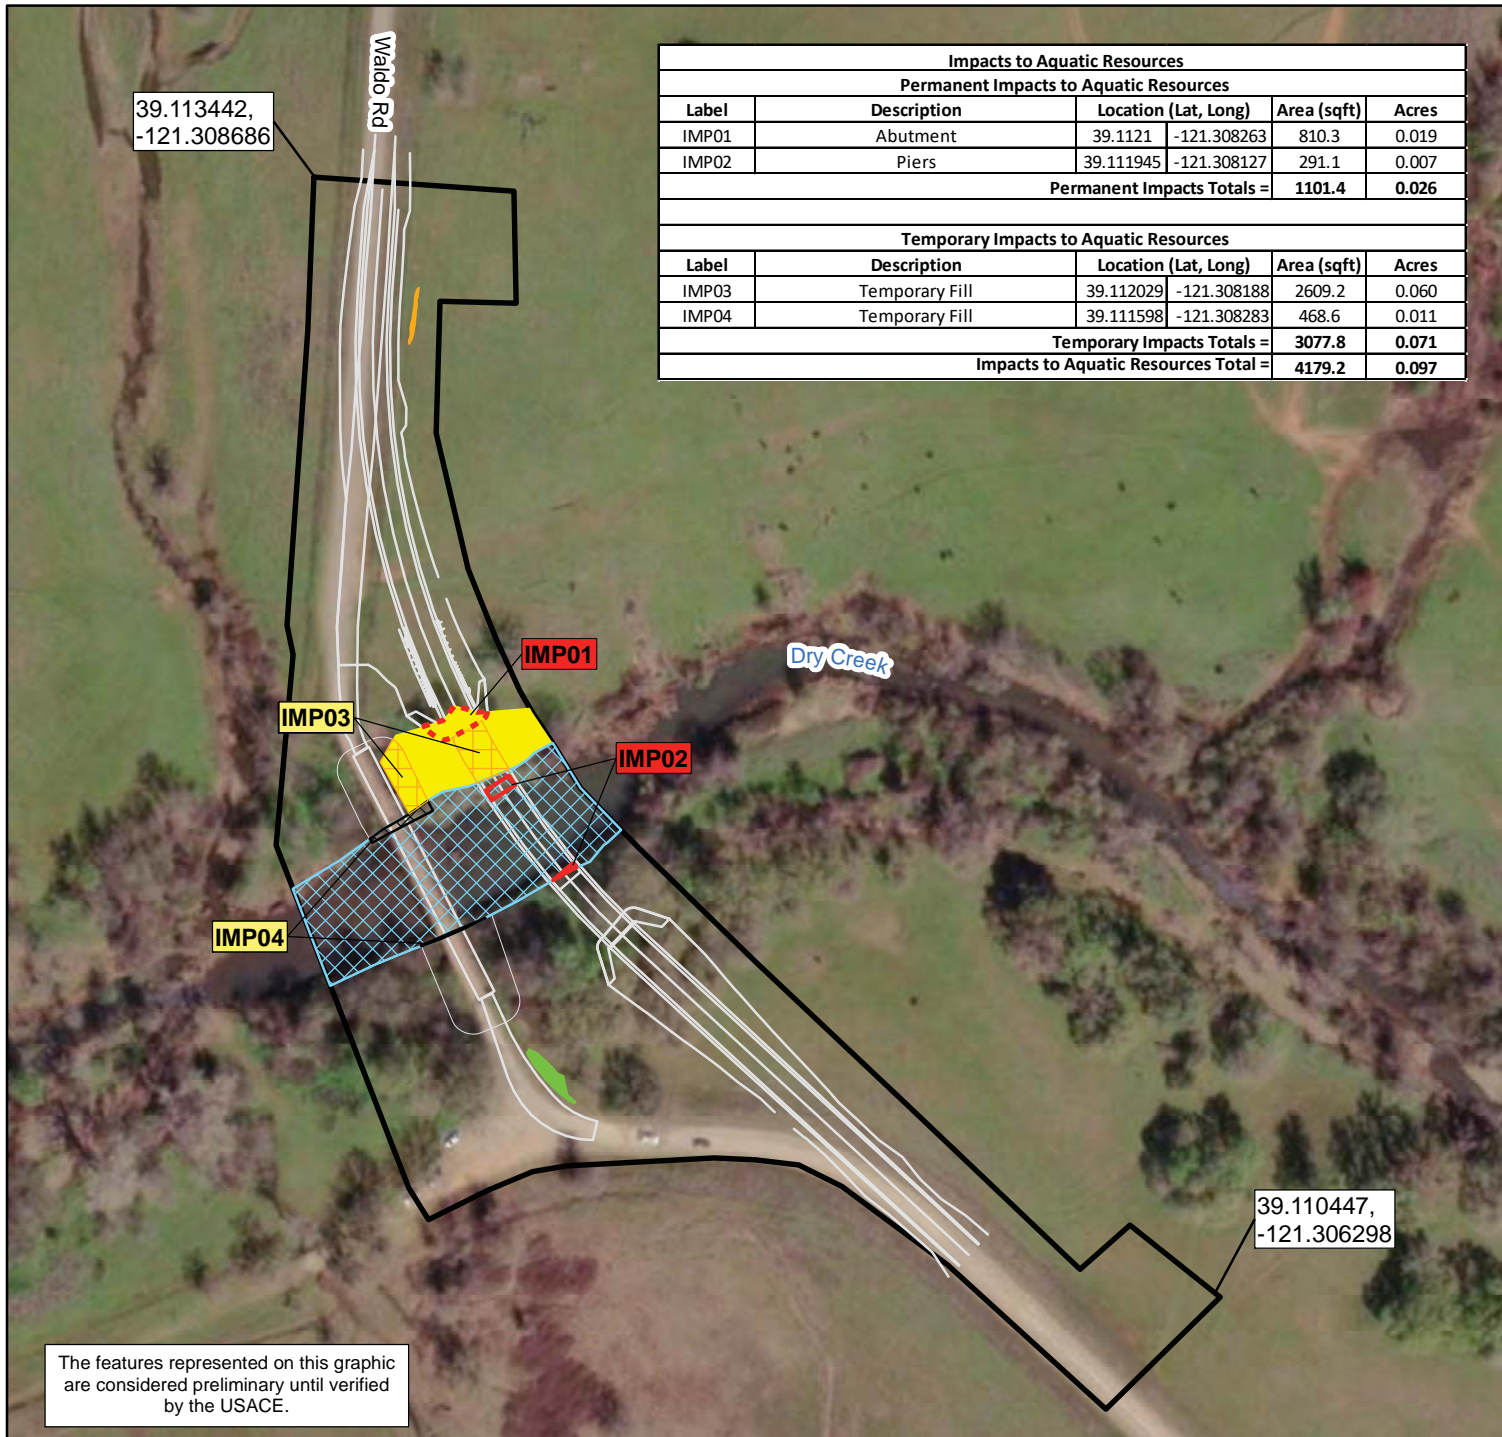 Waldo Rd
39.113442,
-121.308686
Impacts to Aquatic Resources
Permanent Impacts to Aquatic Resources
Label Description Location (Lat, Long) Area (sqft) Acres
IMP01 Abutment 39.1121 -121.308263 810.3 0.019
IMP02 Piers 39.111945 -121.308127 291.1 0.007
Permanent Impacts Totals = 1101.4 0.026
Temporary Impacts to Aquatic Resources
Label Description Location (Lat, Long) Area (sqft) Acres
IMP03 Temporary Fill 39.112029 -121.308188 2609.2 0.060
IMP04 Temporary Fill 39.111598 -121.308283 468.6 0.011
Temporary Impacts Totals = 3077.8 0.071
Impacts to Aquatic Resources Total = 4179.2 0.097
IMP01
Dry Creek
IMP03
IMP02
IMP04
39.110447,
-121.306298
The features represented on this graphic
are considered preliminary until verified
by the USACE.